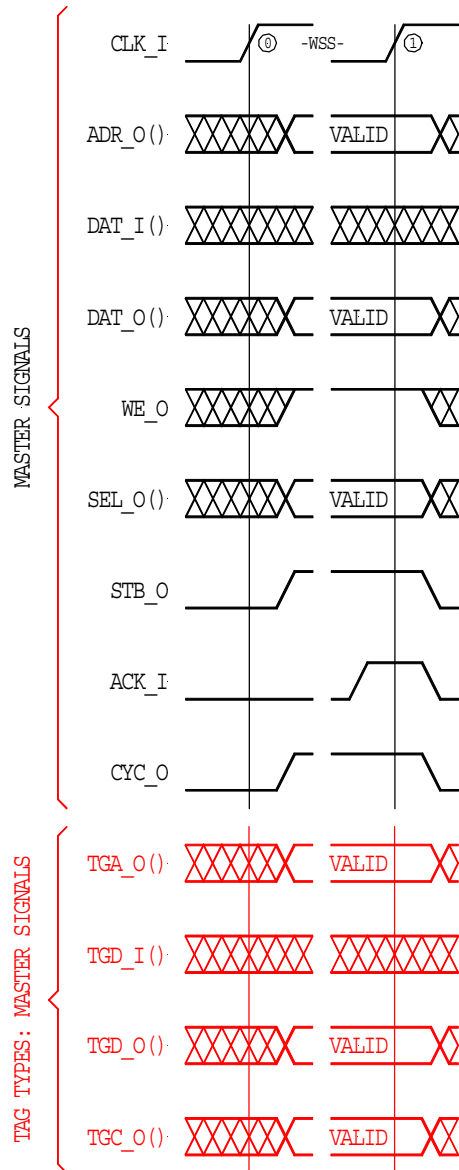 CLK_I
0 -WSS- 1
ADR_O() VALID
DAT_I()
DAT_O() VALID
WE_O
SEL_O() VALID
STB_O
ACK_I
CYC_O
MASTER SIGNALS
TGA_O() VALID
TGD_I()
TGD_O() VALID
TGC_O() VALID
TAG TYPES: MASTER SIGNALS